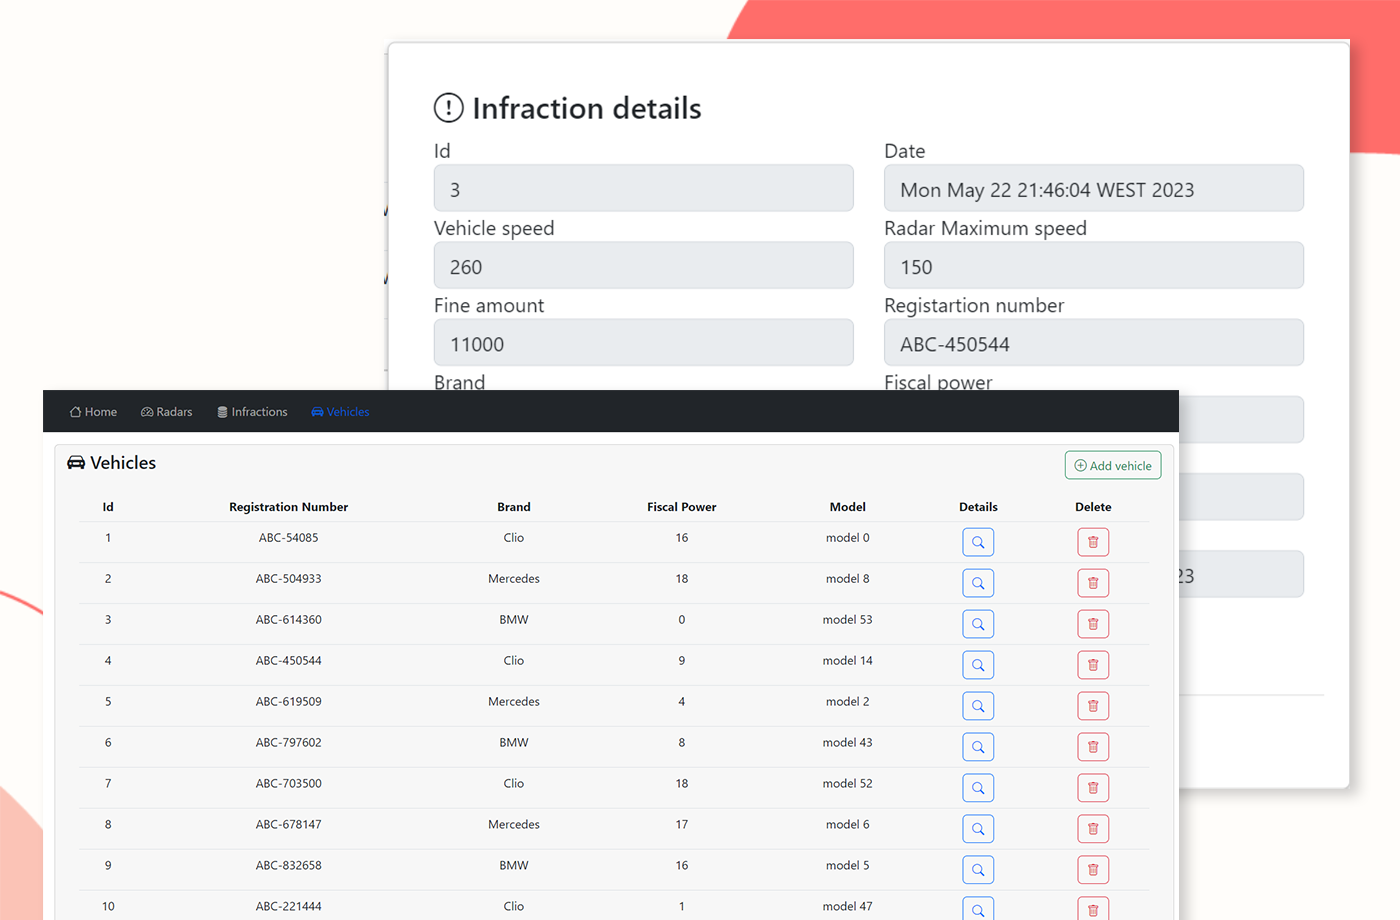 Infraction details
Id Date
3 Mon May 22 21:46:04 WEST 2023
Vehicle speed Radar Maximum speed
260 150
Fine amount Registartion number
11000 ABC-450544
Brand Fiscal power
23
Home Radars Infractions Vehicles
Vehicles Add vehicle
Id Registration Number Brand Fiscal Power Model Details Delete
1 ABC-54085 Clio 16 model 0
2 ABC-504933 Mercedes 18 model 8
3 ABC-614360 BMW 0 model 53
4 ABC-450544 Clio 9 model 14
5 ABC-619509 Mercedes 4 model 2
6 ABC-797602 BMW 8 model 43
7 ABC-703500 Clio 18 model 52
8 ABC-678147 Mercedes 17 model 6
9 ABC-832658 BMW 16 model 5
10 ABC-221444 Clio 1 model 47